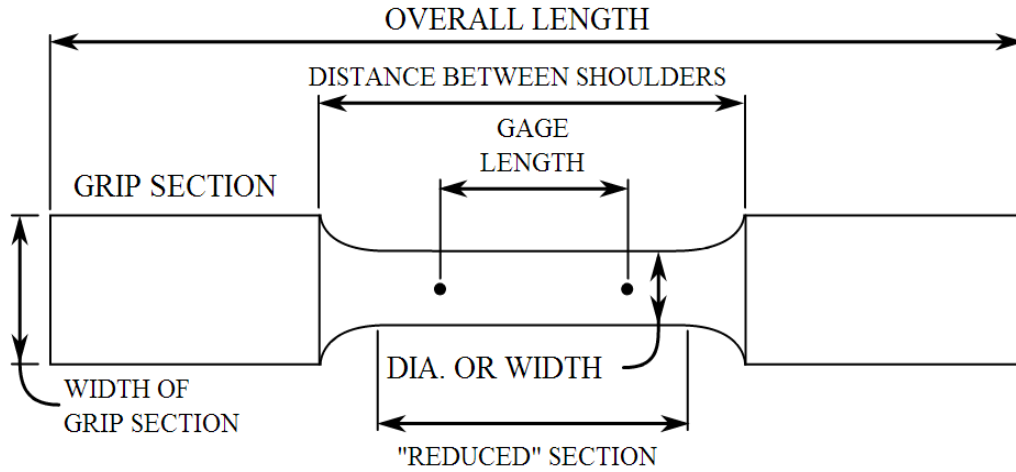 OVERALL LENGTH
DISTANCE BETWEEN SHOULDERS
GAGE
LENGTH
GRIP SECTION
DIA. OR WIDTH
WIDTH OF
GRIP SECTION
"REDUCED" SECTION